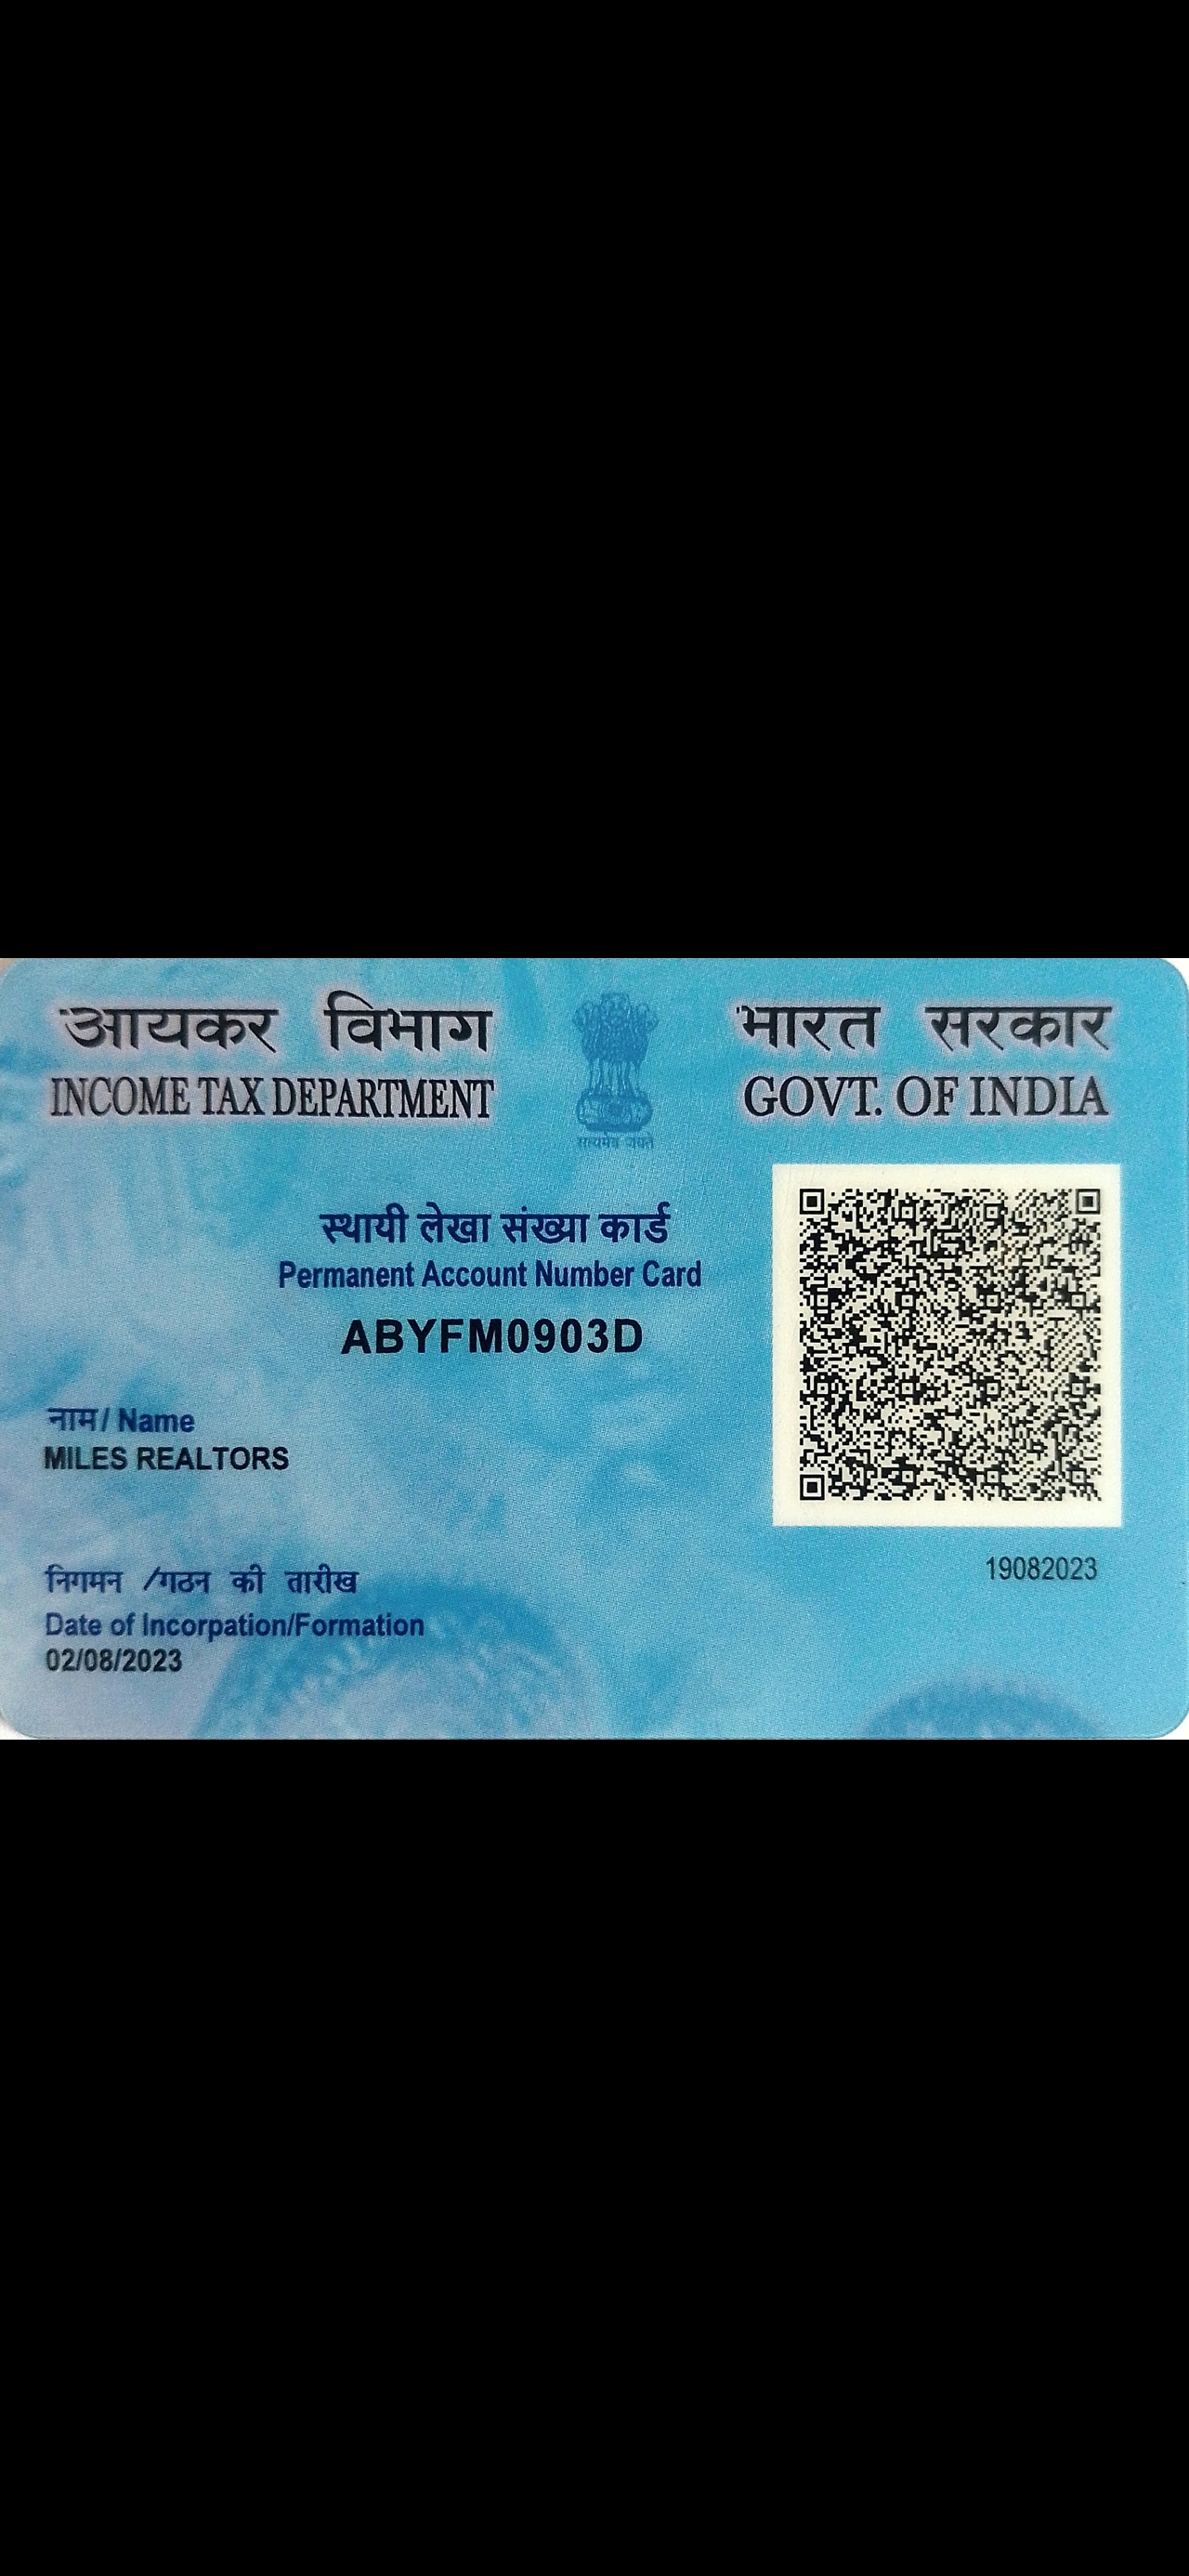 आयकर विभाग
INCOME TAX DEPARTMENT
सत्यमेव जयते
भारत सरकार
GOVT. OF INDIA
स्थायी लेखा संख्या कार्ड
Permanent Account Number Card
ABYFM0903D
नाम / Name
MILES REALTORS
निगमन /गठन की तारीख
Date of Incorpation/Formation
02/08/2023
19082023